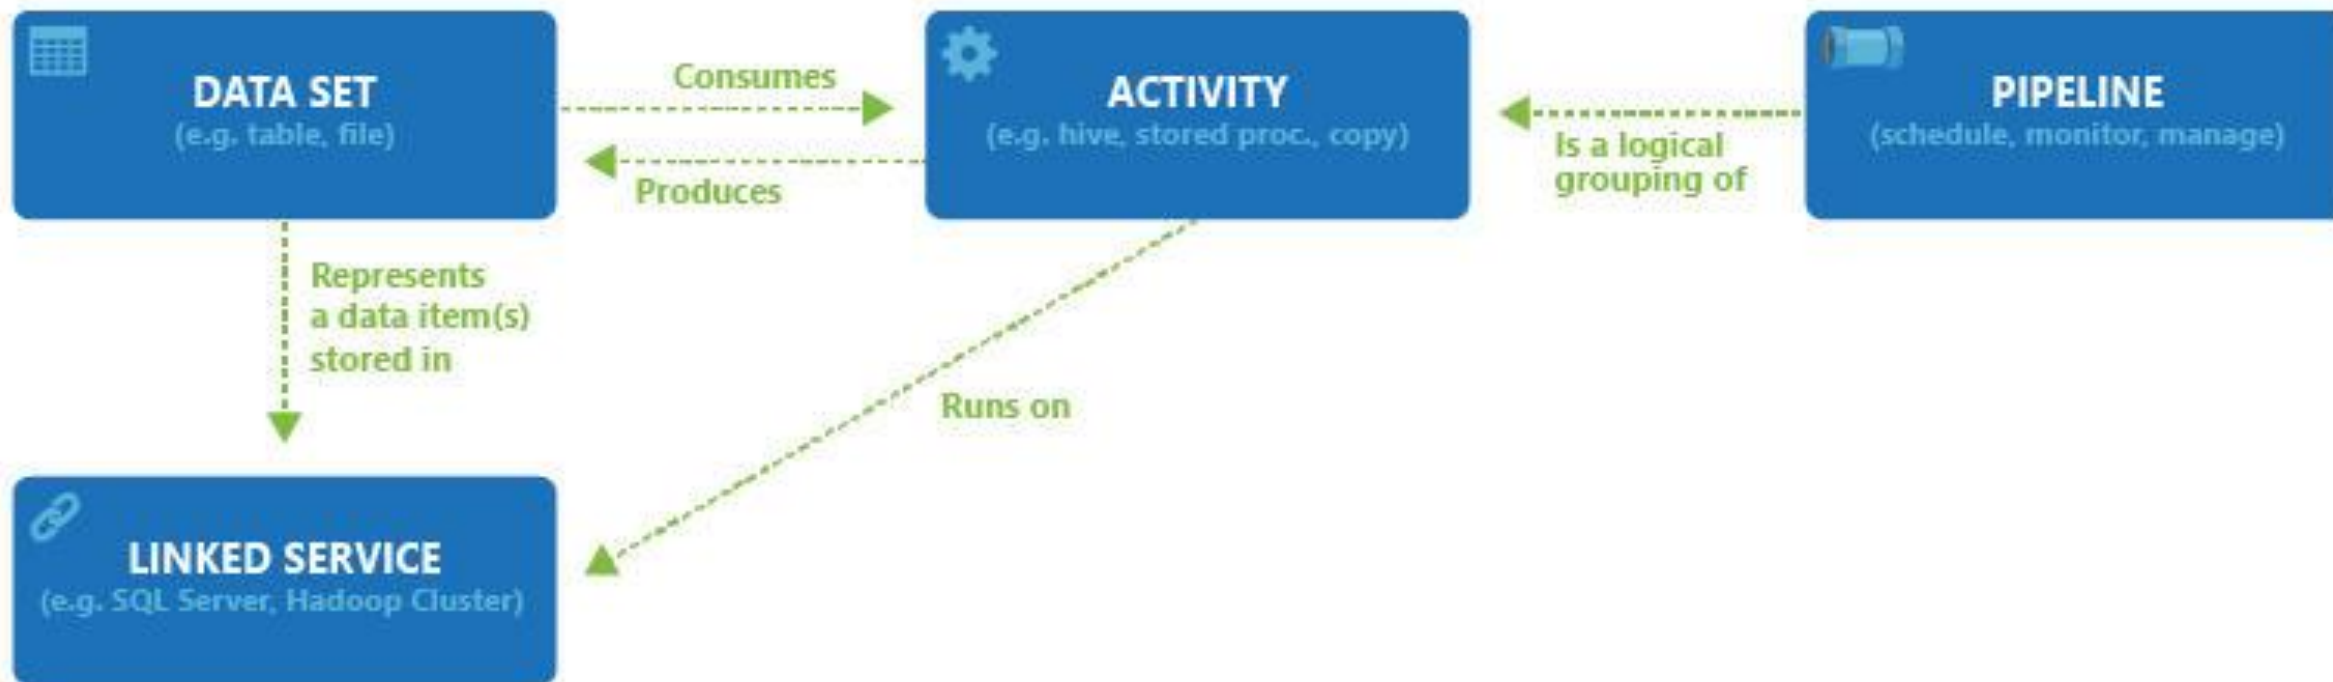 DATA SET
(e.g. table, file)
Consumes
Produces
ACTIVITY
(e.g. hive, stored proc., copy)
Is a logical
grouping of
PIPELINE
(schedule, monitor, manage)
Represents
a data item(s)
stored in
Runs on
LINKED SERVICE
(e.g. SQL Server, Hadoop Cluster)